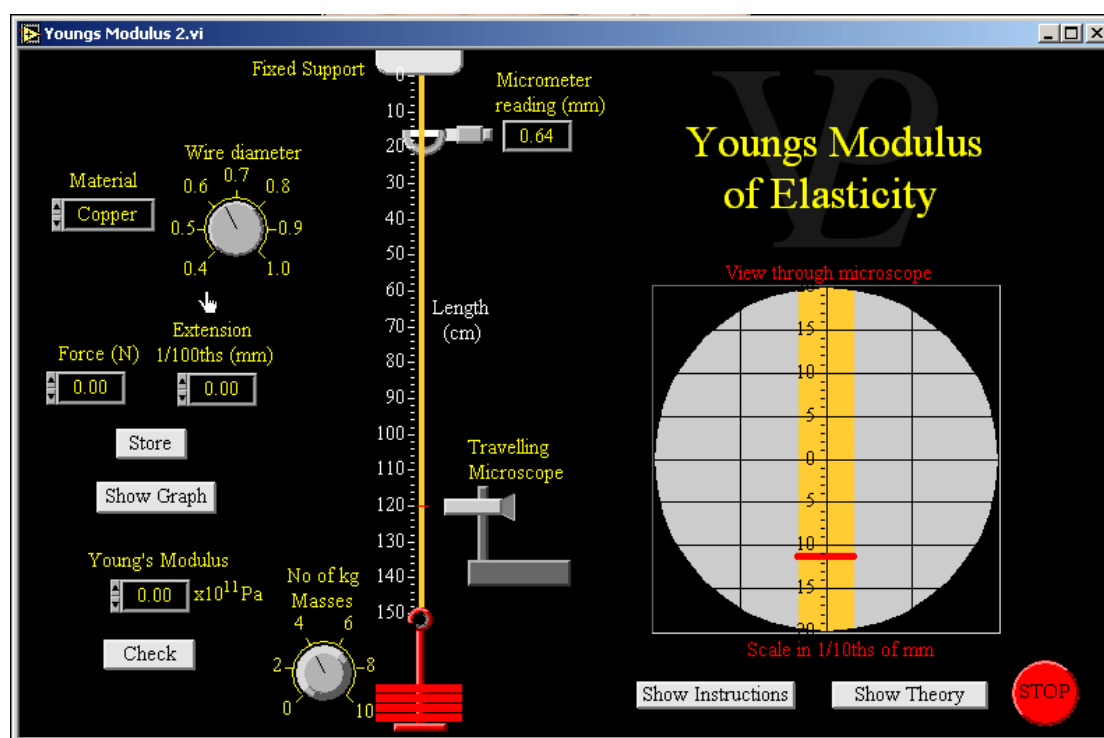 Youngs Modulus 2.vi
Fixed Support
Micrometer
reading (mm)
0.64
Youngs Modulus
of Elasticity
Wire diameter
0.4
0.5
0.6
0.7
0.8
0.9
1.0
Material
Copper
0
10
20
30
40
50
60
70
80
90
100
110
120
130
140
150
Length
(cm)
Force (N)
0.00
Extension
1/100ths (mm)
0.00
Store
Show Graph
Travelling
Microscope
Young's Modulus
0.00 x10¹¹Pa
Check
No of kg
Masses
0
2
4
6
8
10
View through microscope
15
10
5
0
5
10
15
20
Scale in 1/10ths of mm
Show Instructions
Show Theory
STOP